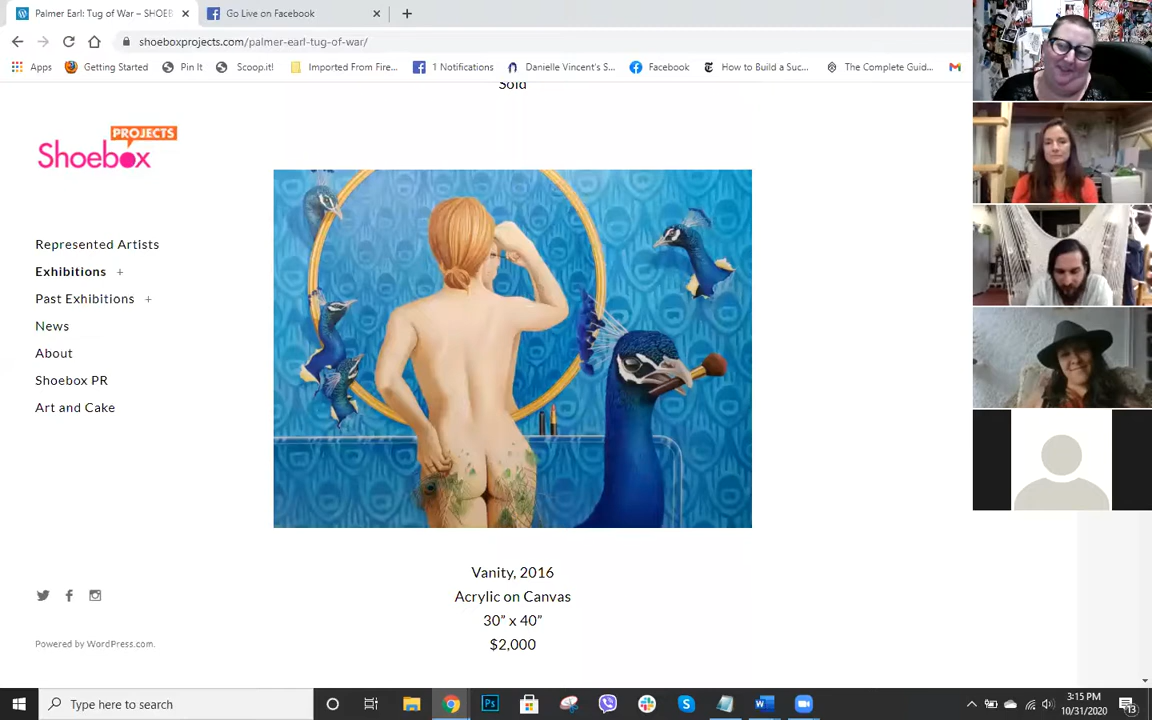 Palmer Earl: Tug of War – SHOEB
Go Live on Facebook
shoeboxprojects.com/palmer-earl-tug-of-war/
Apps
Getting Started
Pin It
Scoop.it!
Imported From Fire...
1 Notifications
Danielle Vincent's S...
Facebook
How to Build a Suc...
The Complete Guid...
Sold
PROJECTS
Shoebox
Represented Artists
Exhibitions +
Past Exhibitions +
News
About
Shoebox PR
Art and Cake
Vanity, 2016
Acrylic on Canvas
30” x 40”
$2,000
Powered by WordPress.com.
Type here to search
Ps
3:15 PM
10/31/2020
13